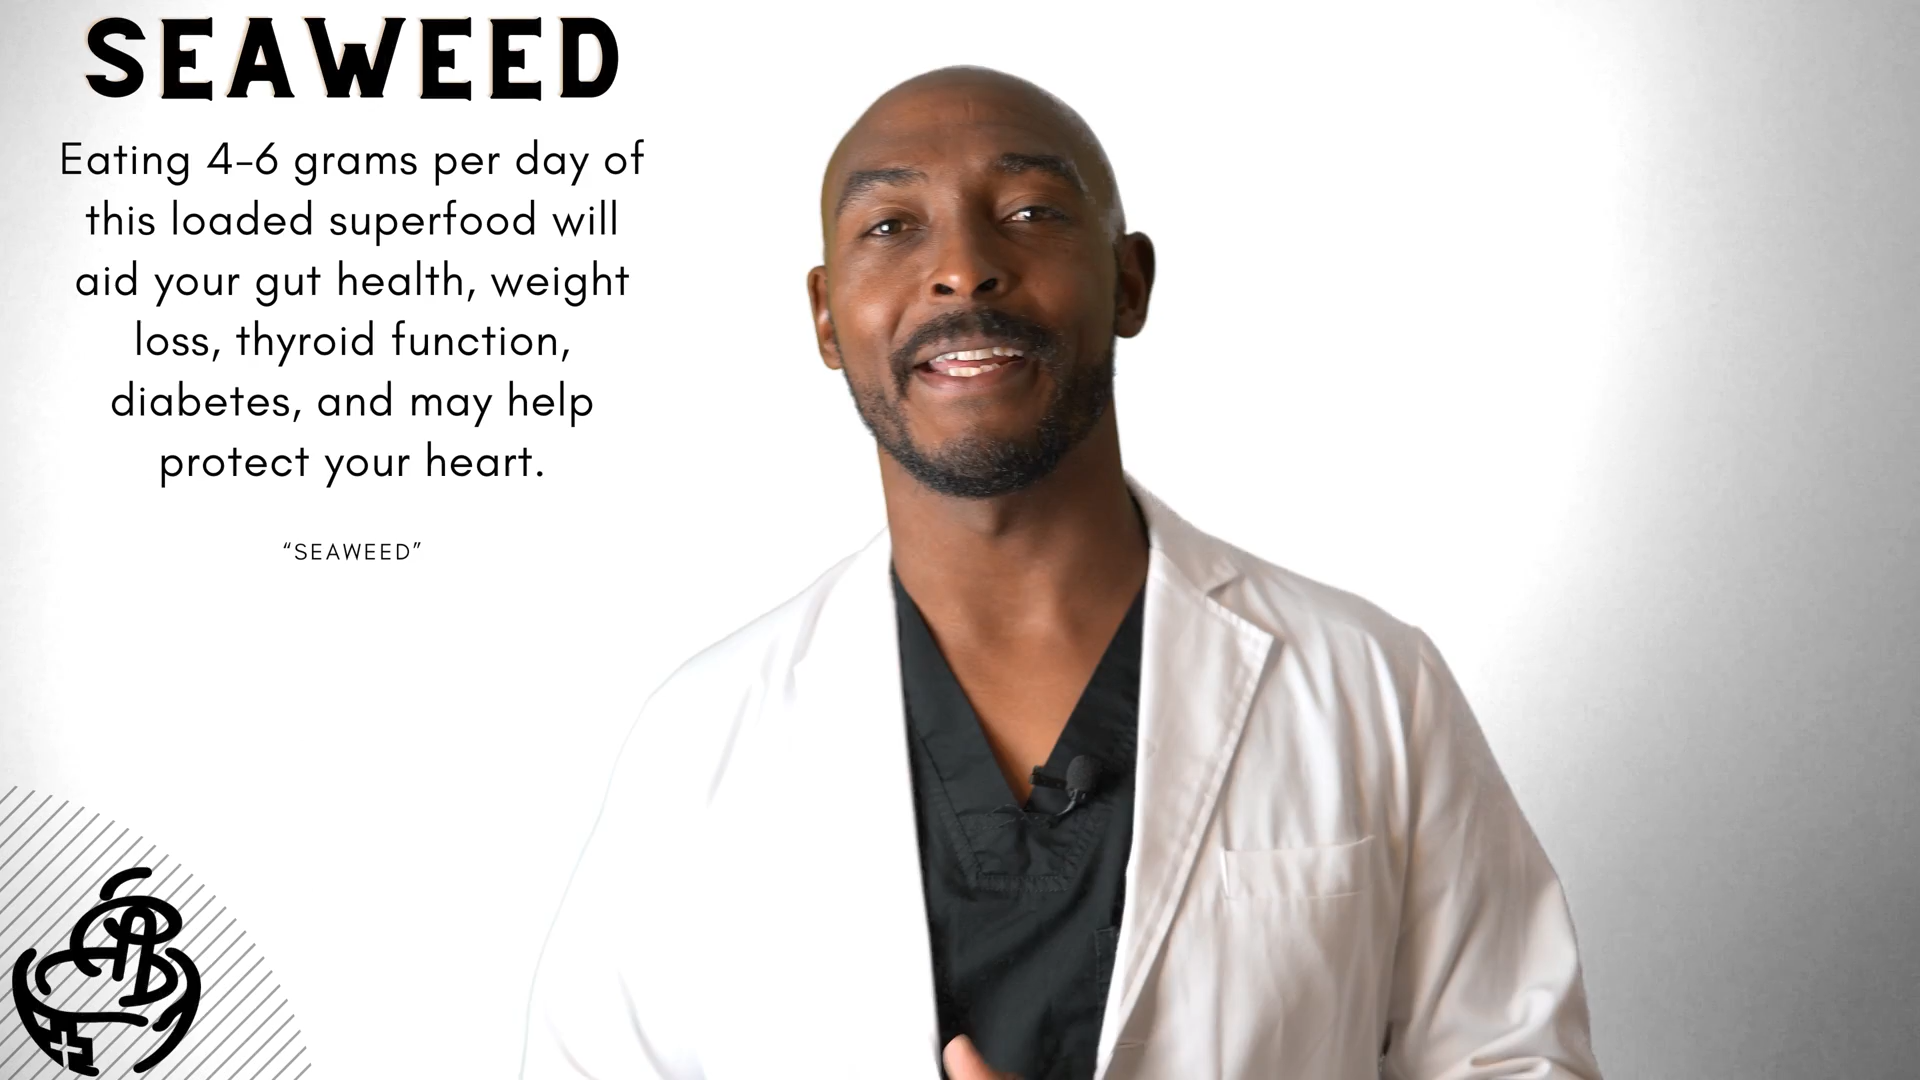 SEAWEED
Eating 4-6 grams per day of
this loaded superfood will
aid your gut health, weight
loss, thyroid function,
diabetes, and may help
protect your heart.
“SEAWEED”